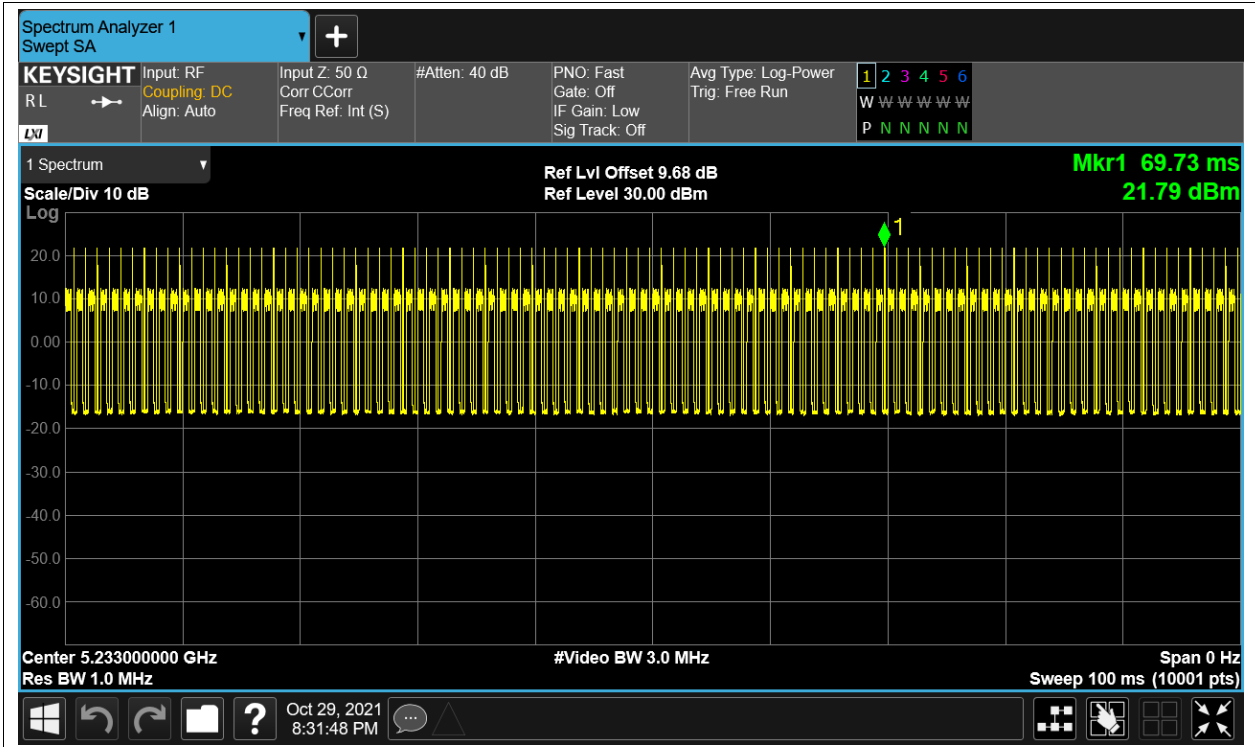 Spectrum Analyzer 1
Swept SA
+
KEYSIGHT
R L
LXI
Input: RF
Coupling: DC
Align: Auto
Input Z: 50 Ω
Corr CCorr
Freq Ref: Int (S)
#Atten: 40 dB
PNO: Fast
Gate: Off
IF Gain: Low
Sig Track: Off
Avg Type: Log-Power
Trig: Free Run
1 2 3 4 5 6
W W W W W W
P N N N N N
1 Spectrum
Scale/Div 10 dB
Log
Ref Lvl Offset 9.68 dB
Ref Level 30.00 dBm
Mkr1 69.73 ms
21.79 dBm
1
20.0
10.0
0.00
-10.0
-20.0
-30.0
-40.0
-50.0
-60.0
Center 5.233000000 GHz
#Video BW 3.0 MHz
Span 0 Hz
Res BW 1.0 MHz
Sweep 100 ms (10001 pts)
?
Oct 29, 2021
8:31:48 PM